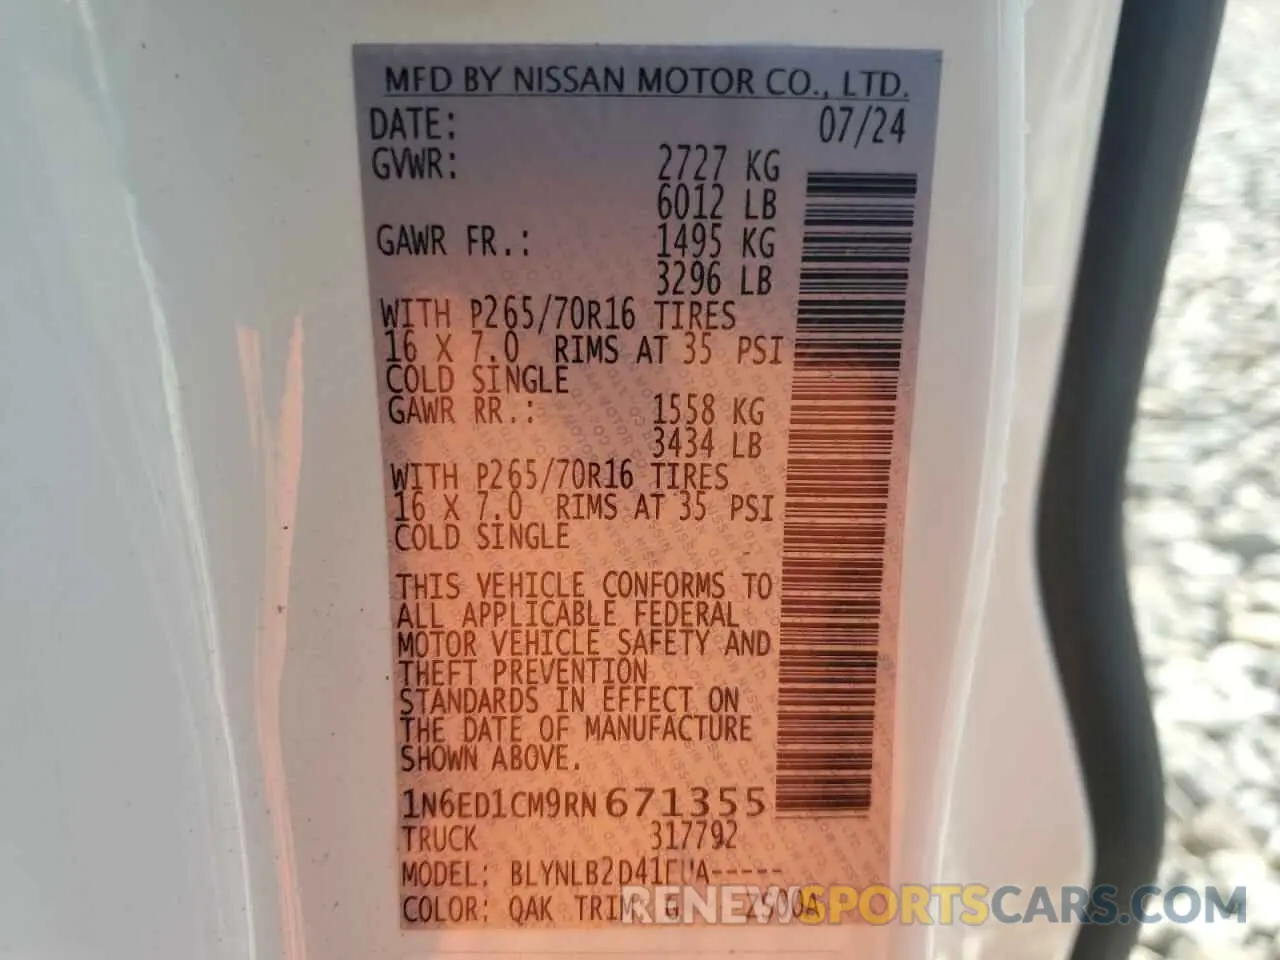 MFD BY NISSAN MOTOR CO., LTD.
DATE: 07/24
GVWR: 2727 KG
6012 LB
GAWR FR.: 1495 KG
3296 LB
WITH P265/70R16 TIRES
16 X 7.0 RIMS AT 35 PSI
COLD SINGLE
GAWR RR.: 1558 KG
3434 LB
WITH P265/70R16 TIRES
16 X 7.0 RIMS AT 35 PSI
COLD SINGLE
THIS VEHICLE CONFORMS TO
ALL APPLICABLE FEDERAL
MOTOR VEHICLE SAFETY AND
THEFT PREVENTION
STANDARDS IN EFFECT ON
THE DATE OF MANUFACTURE
SHOWN ABOVE.
1N6ED1CM9RN671355
TRUCK 317792
MODEL:
COLOR: QAK TRIM G
RENEWSPORTSCARS.COM